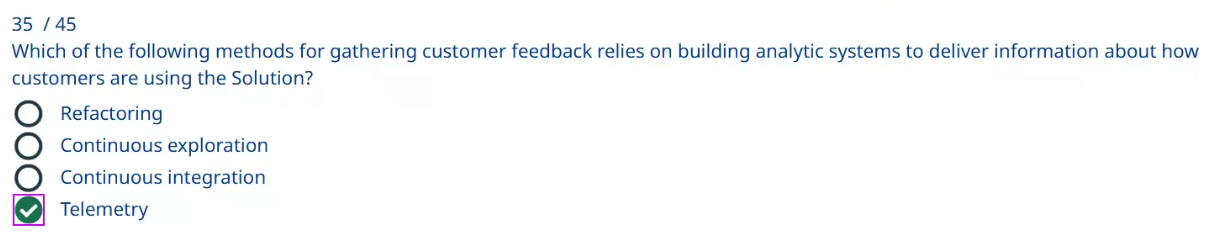 35 / 45
Which of the following methods for gathering customer feedback relies on building analytic systems to deliver information about how
customers are using the Solution?
Refactoring
Continuous exploration
Continuous integration
Telemetry